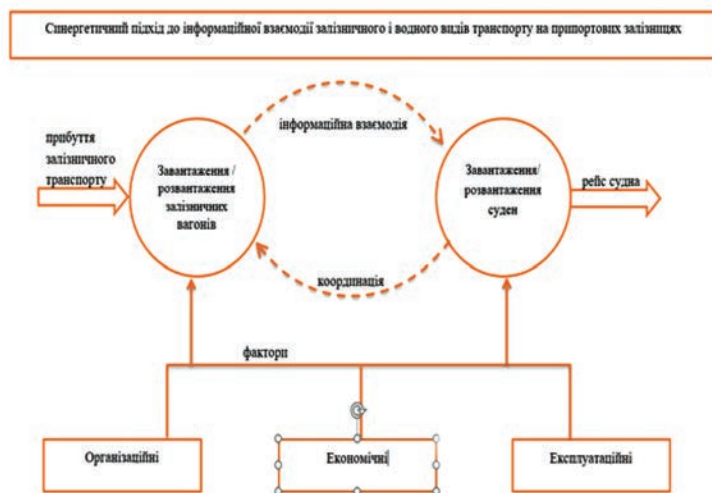 Синергетичний підхід до інформаційної взаємодії залізничного і водного видів транспорту на припортових залізницях
інформаційна взаємодія
прибуття
залізничного
транспорту
Завантаження /
розвантаження
залізничних
вагонів
Завантаження/
розвантаження
суден
рейс судна
координація
фактори
Організаційні
Економічні
Експлуатаційні